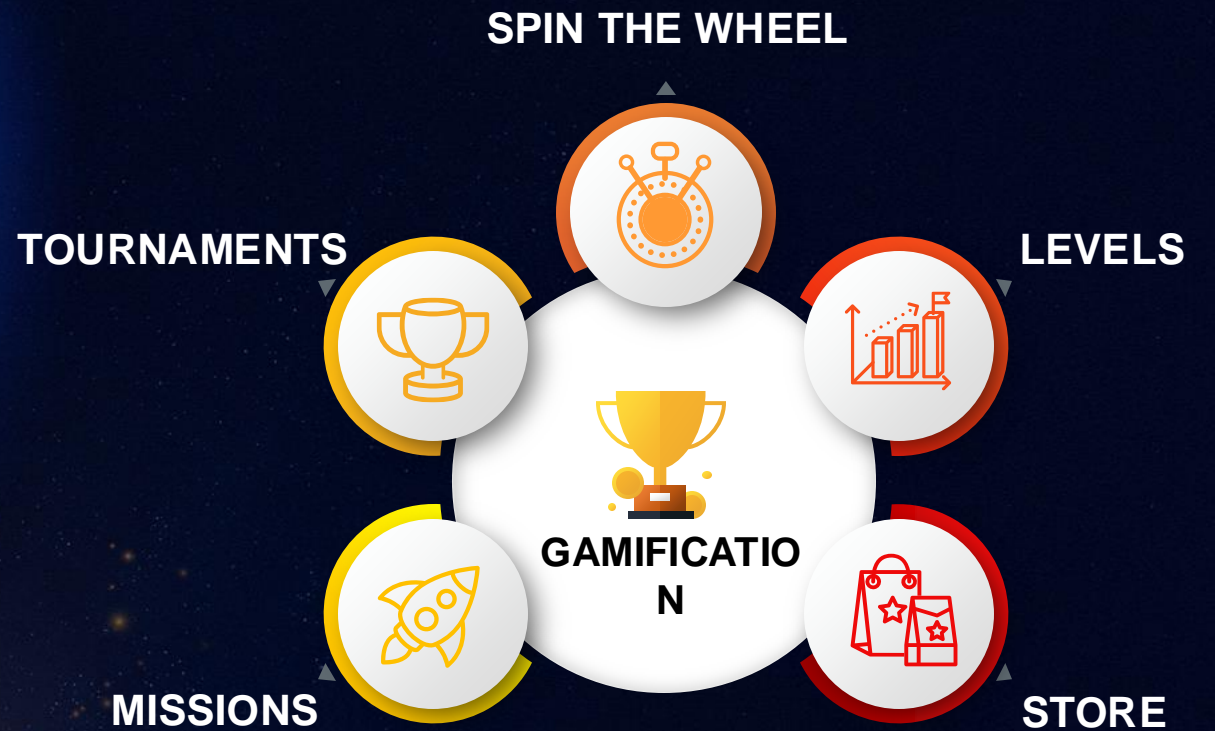 SPIN THE WHEEL
TOURNAMENTS
LEVELS
GAMIFICATIO
N
MISSIONS
STORE